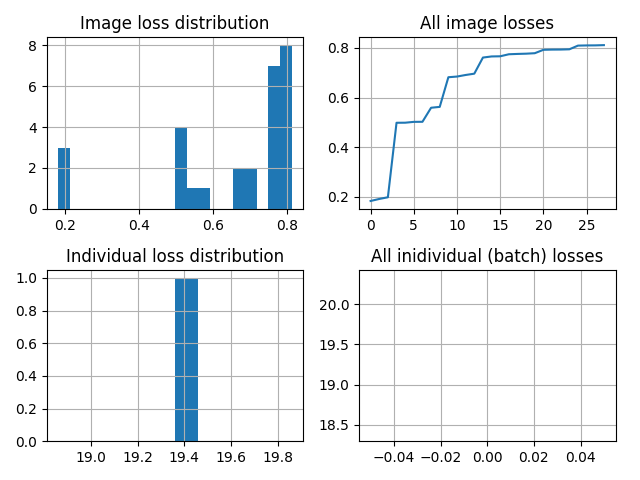 Image loss distribution
8
6
4
2
0
0.2 0.4 0.6 0.8
All image losses
0.8
0.6
0.4
0.2
0 5 10 15 20 25
Individual loss distribution
1.0
0.8
0.6
0.4
0.2
0.0
19.0 19.2 19.4 19.6 19.8
All inidividual (batch) losses
20.0
19.5
19.0
18.5
−0.04 −0.02 0.00 0.02 0.04